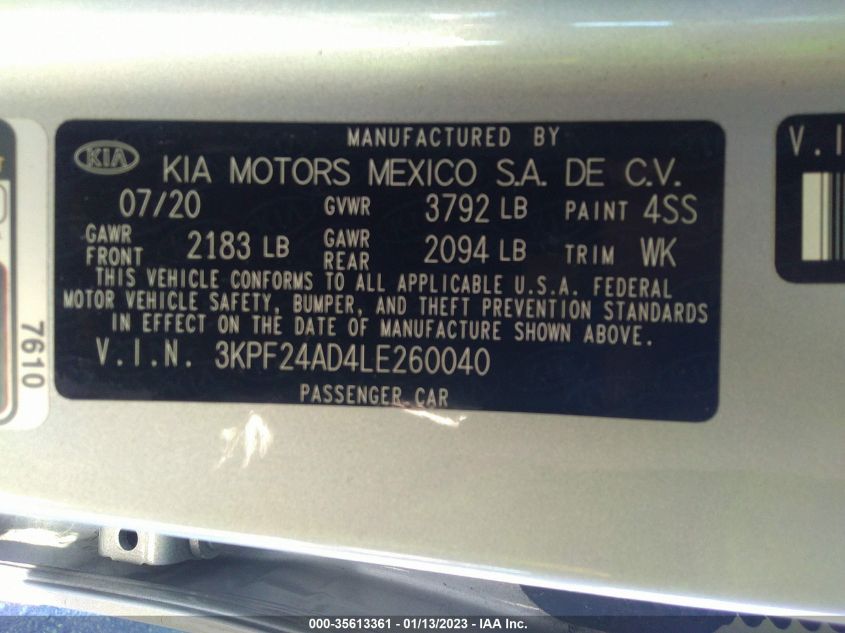 MANUFACTURED BY
KIA
KIA MOTORS MEXICO S.A. DE C.V.
07/20 GVWR 3792 LB PAINT 4SS
GAWR FRONT 2183 LB GAWR REAR 2094 LB TRIM WK
THIS VEHICLE CONFORMS TO ALL APPLICABLE U.S.A. FEDERAL
MOTOR VEHICLE SAFETY, BUMPER, AND THEFT PREVENTION STANDARDS
IN EFFECT ON THE DATE OF MANUFACTURE SHOWN ABOVE.
V.I.N. 3KPF24AD4LE260040
PASSENGER CAR
7610
V.I
000-35613361 - 01/13/2023 - IAA Inc.